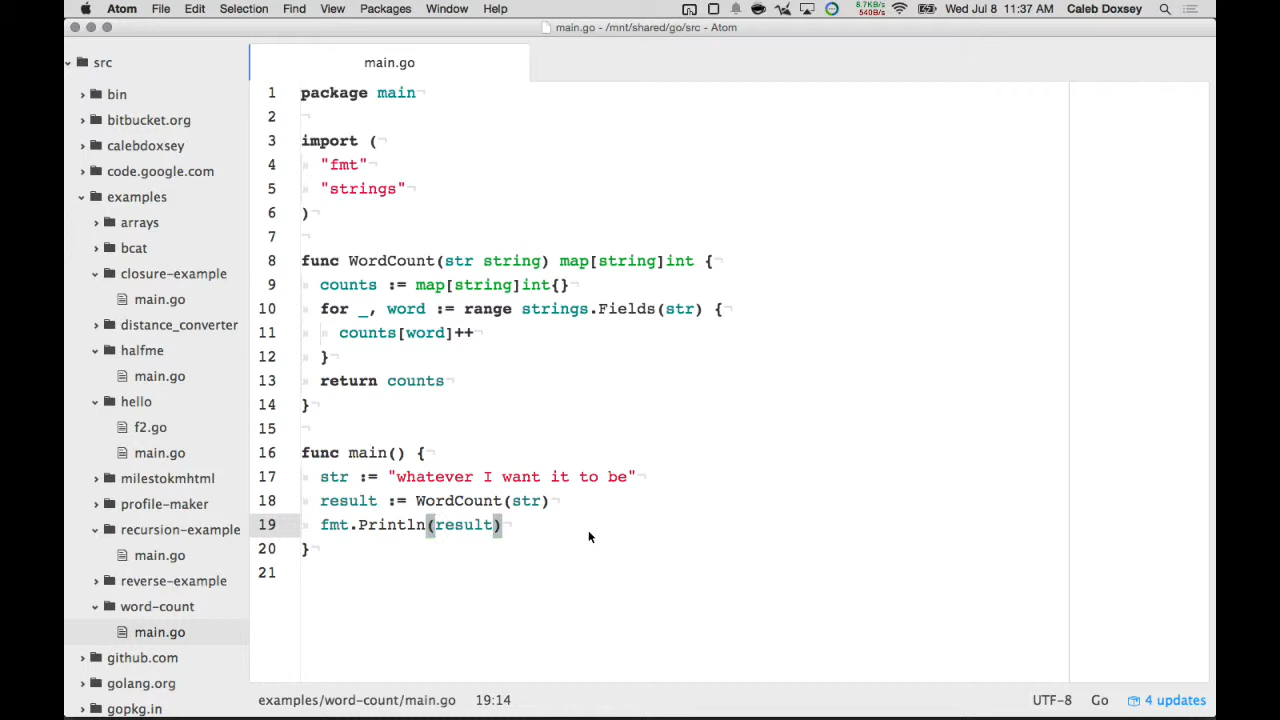 Atom File Edit Selection Find View Packages Window Help 8.7KB/s 540B/s Wed Jul 8 11:37 AM Caleb Doxsey
main.go - /mnt/shared/go/src - Atom
src
bin
bitbucket.org
calebdoxsey
code.google.com
examples
arrays
bcat
closure-example
main.go
distance_converter
halfme
main.go
hello
f2.go
main.go
milestokmhtml
profile-maker
recursion-example
main.go
reverse-example
word-count
main.go
github.com
golang.org
gopkg.in
main.go
1 package main
2
3 import (
4 "fmt"
5 "strings"
6 )
7
8 func WordCount(str string) map[string]int {
9 counts := map[string]int{}
10 for _, word := range strings.Fields(str) {
11 counts[word]++
12 }
13 return counts
14 }
15
16 func main() {
17 str := "whatever I want it to be"
18 result := WordCount(str)
19 fmt.Println(result)
20 }
21
examples/word-count/main.go 19:14 UTF-8 Go 4 updates